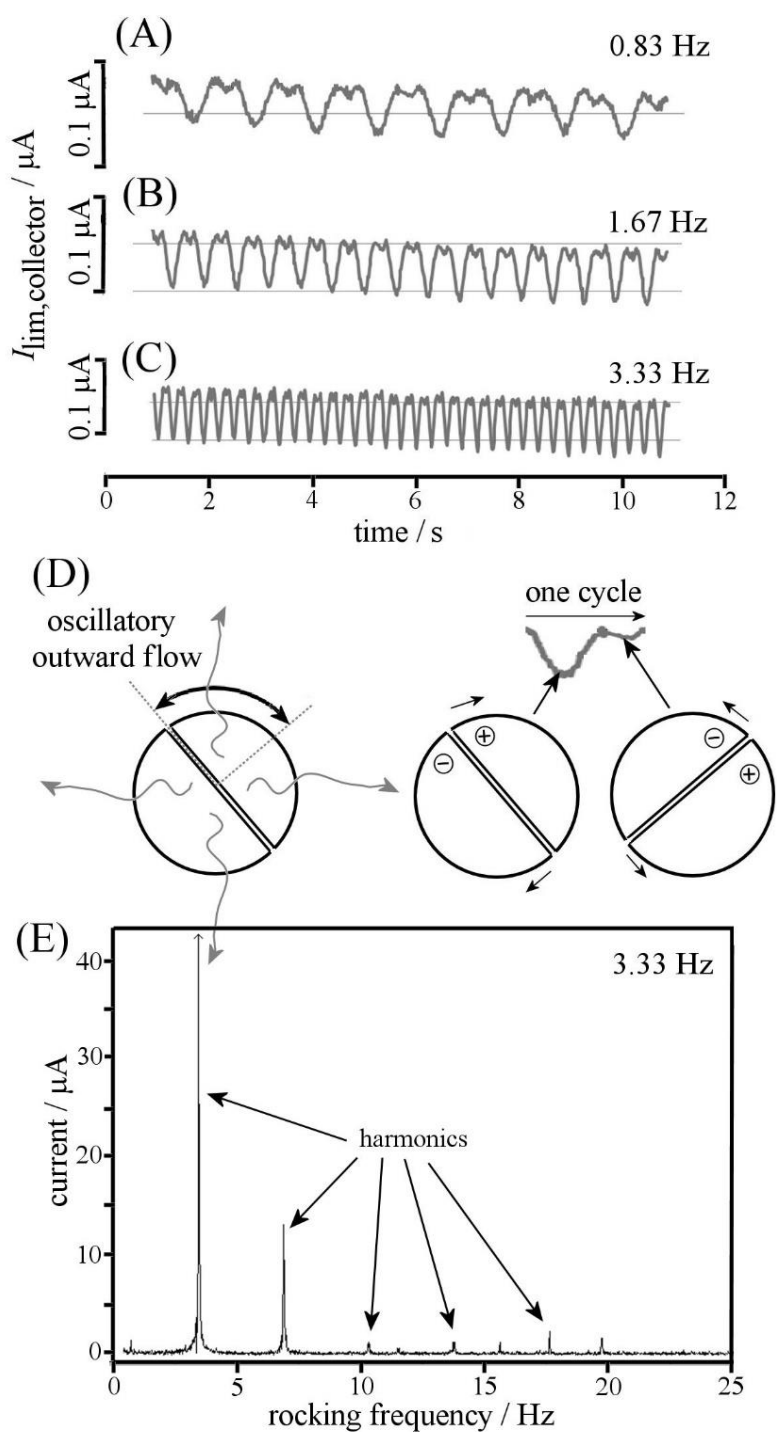 (A)
0.83 Hz
0.1 μA
(B)
1.67 Hz
0.1 μA
(C)
3.33 Hz
0.1 μA
I lim,collector / μA
0 2 4 6 8 10 12
time / s
(D)
oscillatory
outward flow
one cycle
+
−
−
+
(E)
3.33 Hz
40
30
20
10
0
current / μA
harmonics
0 5 10 15 20 25
rocking frequency / Hz